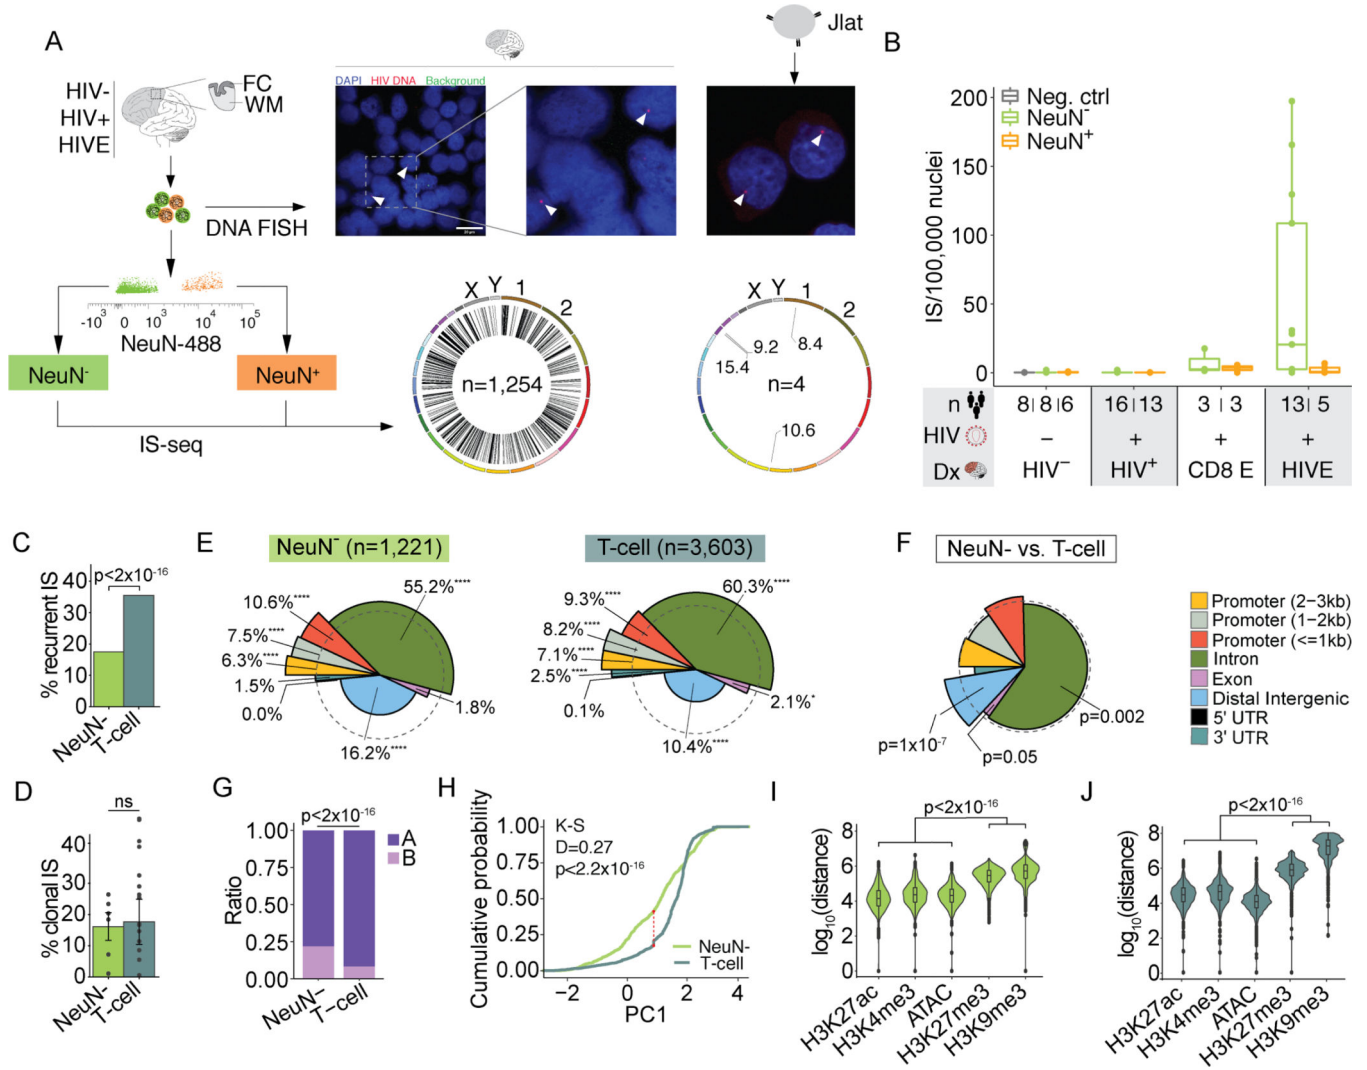 A
HIV-
HIV+
HIVE
FC
WM
DAPI HIV DNA Background
Jlat
DNA FISH
20 μm
-10³ 0 10³ 10⁴ 10⁵
NeuN-488
NeuN⁻
NeuN⁺
IS-seq
X Y 1 2
n=1,254
X Y 1 2
9.2
8.4
15.4
n=4
10.6
B
IS/100,000 nuclei
200
150
100
50
0
Neg. ctrl
NeuN⁻
NeuN⁺
n 8|8|6 16|13 3|3 13|5
HIV − + + +
Dx HIV⁻ HIV⁺ CD8 E HIVE
C
% recurrent IS
p<2x10⁻¹⁶
40
30
20
10
0
NeuN-
T-cell
D
% clonal IS
ns
40
30
20
10
0
NeuN-
T-cell
E
NeuN⁻ (n=1,221)
55.2%****
10.6%****
7.5%****
6.3%****
1.5%
0.0%
16.2%****
1.8%
T-cell (n=3,603)
60.3%****
9.3%****
8.2%****
7.1%****
2.5%****
0.1%
10.4%****
2.1%*
F
NeuN- vs. T-cell
p=0.002
p=1x10⁻⁷
p=0.05
Promoter (2−3kb)
Promoter (1−2kb)
Promoter (<=1kb)
Intron
Exon
Distal Intergenic
5' UTR
3' UTR
G
p<2x10⁻¹⁶
Ratio
1.00
0.75
0.50
0.25
0.00
A
B
NeuN−
T−cell
H
Cumulative probability
1.00
0.75
0.50
0.25
0.00
K-S
D=0.27
p<2.2x10⁻¹⁶
NeuN-
T-cell
−2 0 2 4
PC1
I
p<2x10⁻¹⁶
log₁₀(distance)
8
6
4
2
0
H3K27ac
H3K4me3
ATAC
H3K27me3
H3K9me3
J
p<2x10⁻¹⁶
log₁₀(distance)
8
6
4
2
0
H3K27ac
H3K4me3
ATAC
H3K27me3
H3K9me3